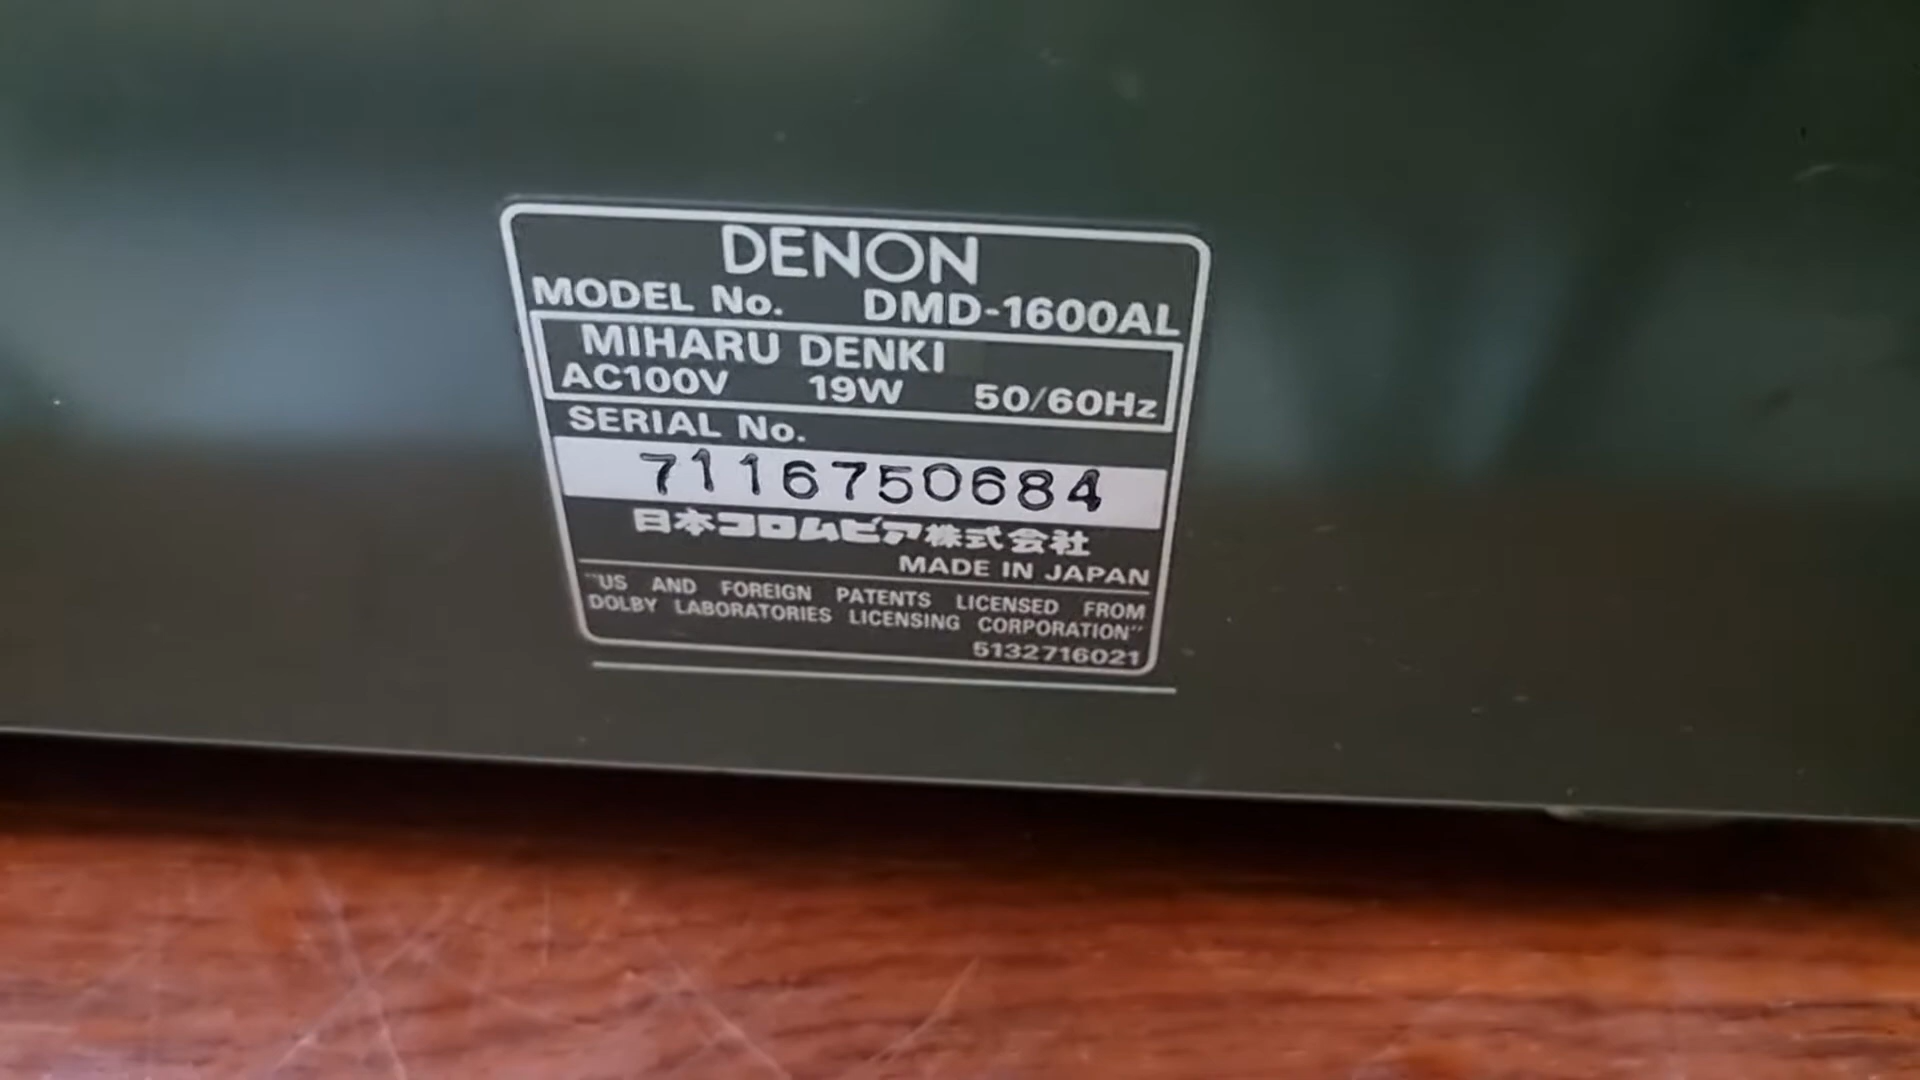 DENON
MODEL No. DMD-1600AL
MIHARU DENKI
AC100V 19W 50/60Hz
SERIAL No.
7116750684
日本コロムビア株式会社
MADE IN JAPAN
"US AND FOREIGN PATENTS LICENSED FROM
DOLBY LABORATORIES LICENSING CORPORATION"
5132716021